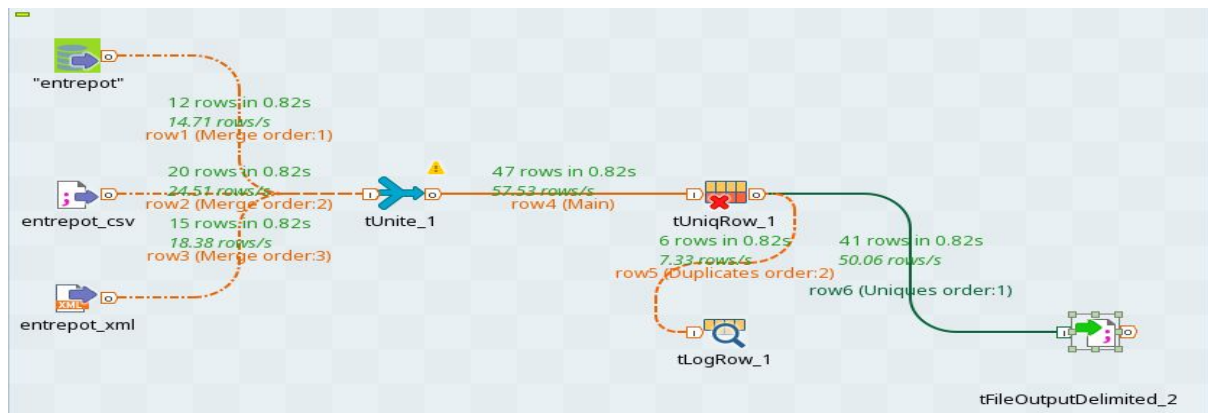 "entrepot"
12 rows in 0.82s
14.71 rows/s
row1 (Merge order:1)
entrepot_csv
20 rows in 0.82s
24.51 rows/s
row2 (Merge order:2)
15 rows in 0.82s
18.38 rows/s
row3 (Merge order:3)
XML
entrepot_xml
tUnite_1
47 rows in 0.82s
57.53 rows/s
row4 (Main)
tUniqRow_1
6 rows in 0.82s
7.33 rows/s
row5 (Duplicates order:2)
41 rows in 0.82s
50.06 rows/s
row6 (Uniques order:1)
tLogRow_1
tFileOutputDelimited_2